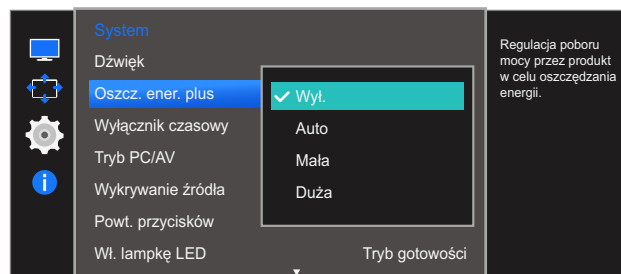 System
Dźwięk
Oszcz. ener. plus
Wyłącznik czasowy
Tryb PC/AV
Wykrywanie źródła
Powt. przycisków
Wł. lampkę LED
Tryb gotowości
Wył.
Auto
Mała
Duża
Regulacja poboru
mocy przez produkt
w celu oszczędzania
energii.